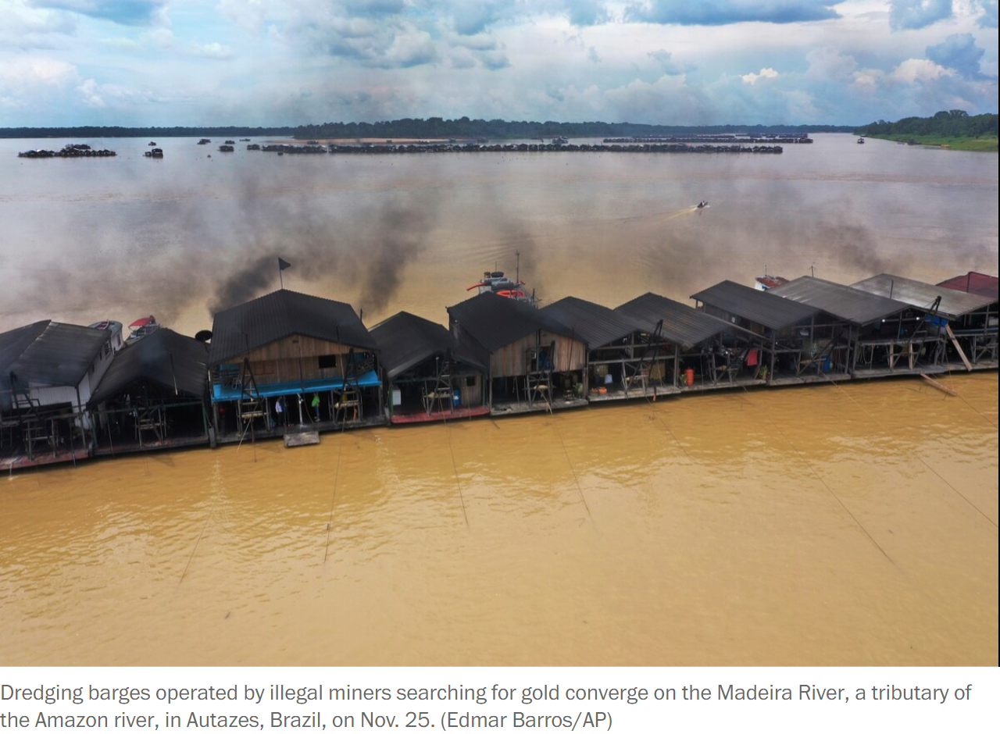 Dredging barges operated by illegal miners searching for gold converge on the Madeira River, a tributary of
the Amazon river, in Autazes, Brazil, on Nov. 25. (Edmar Barros/AP)